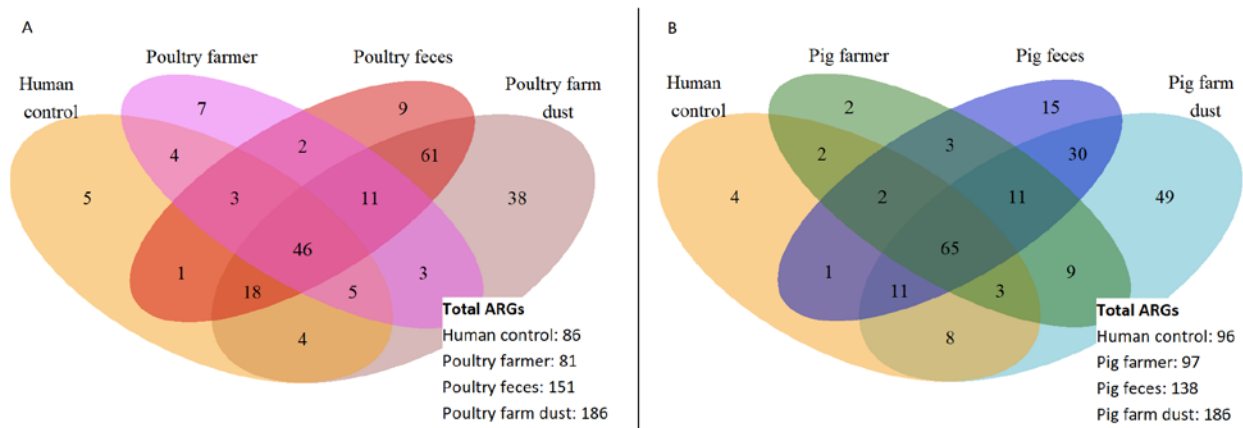 A
Poultry farmer
Poultry feces
Human
control
Poultry farm
dust
7
9
4
2
61
5
3
11
38
46
1
3
18
5
4
Total ARGs
Human control: 86
Poultry farmer: 81
Poultry feces: 151
Poultry farm dust: 186
B
Pig farmer
Pig feces
Human
control
Pig farm
dust
2
15
2
3
30
4
2
11
49
65
1
9
11
3
8
Total ARGs
Human control: 96
Pig farmer: 97
Pig feces: 138
Pig farm dust: 186